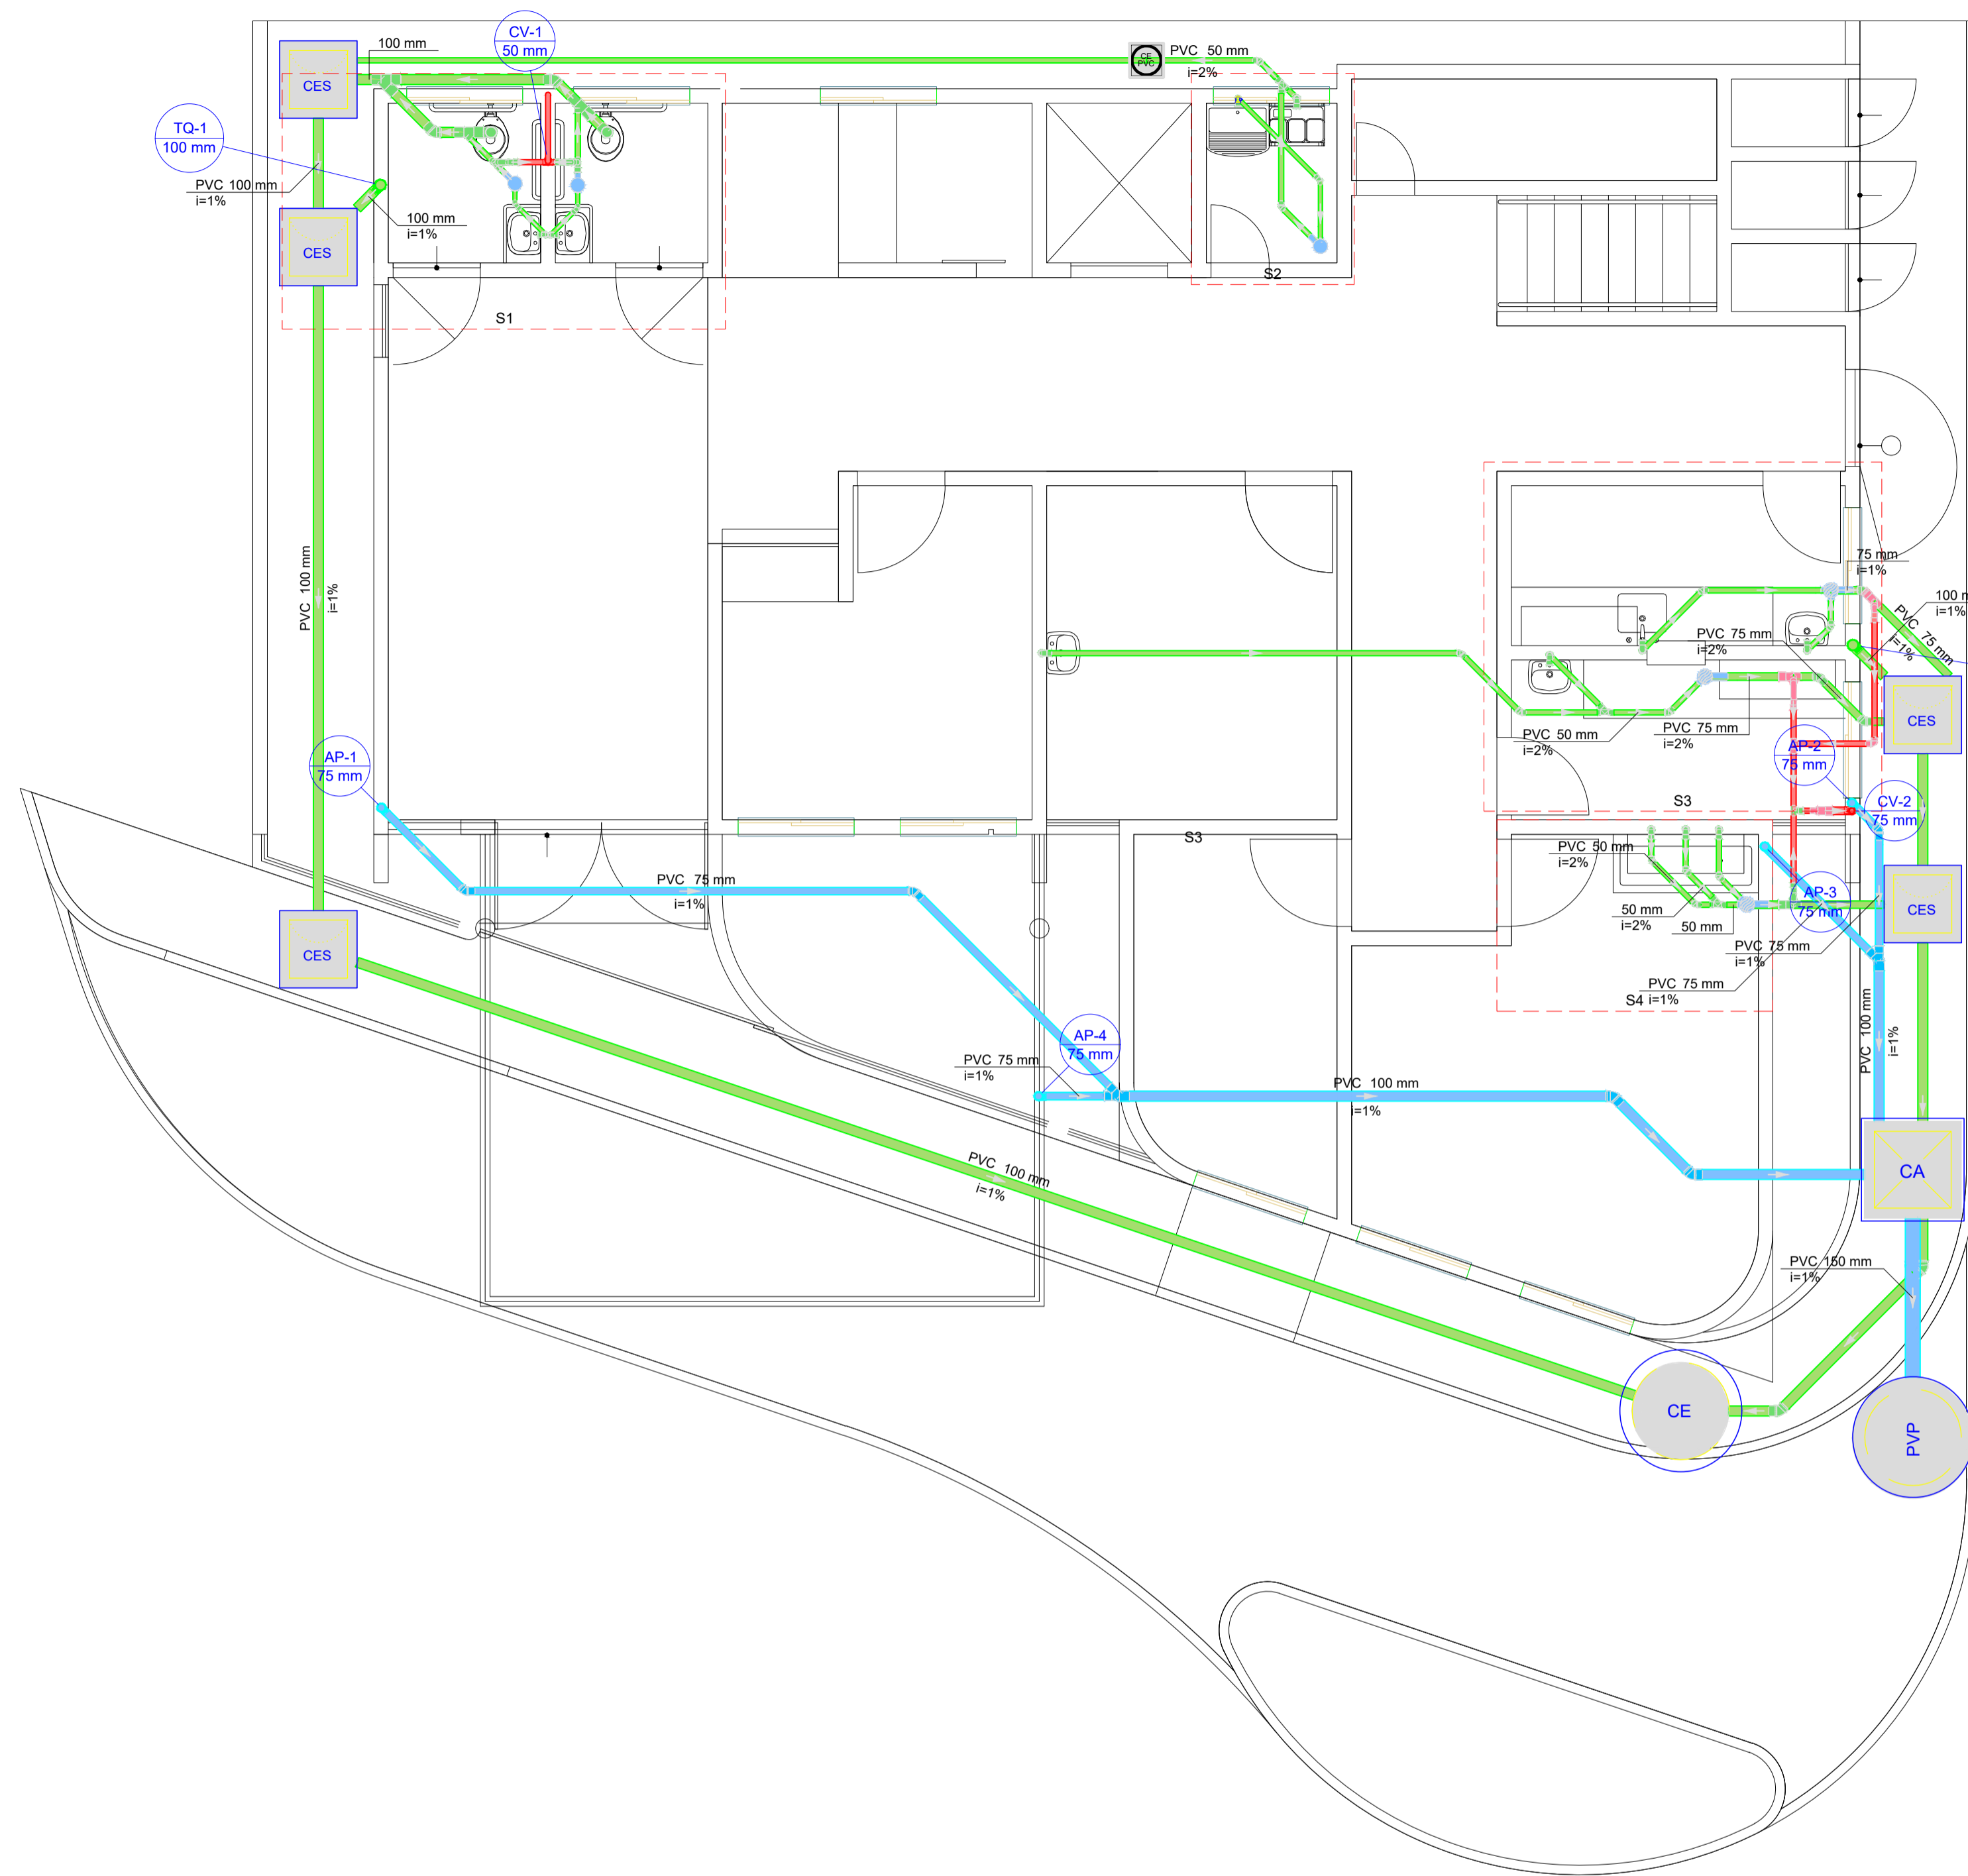 CV-1
50 mm
100 mm
CES
CE
PVC
PVC 50 mm
i=2%
TQ-1
100 mm
PVC 100 mm
i=1%
100 mm
i=1%
CES
S1
S2
PVC 100 mm
i=1%
75 mm
i=1%
100 m
i=1%
PVC 75 mm
i=1%
PVC 75 mm
i=2%
CES
PVC 50 mm
i=2%
PVC 75 mm
i=2%
AP-1
75 mm
AP-2
75 mm
CV-2
75 mm
S3
S3
PVC 50 mm
i=2%
PVC 75 mm
i=1%
AP-3
75 mm
CES
50 mm
i=2%
50 mm
PVC 75 mm
i=1%
CES
PVC 75 mm
S4 i=1%
PVC 100 mm
i=1%
AP-4
75 mm
PVC 75 mm
i=1%
PVC 100 mm
i=1%
PVC 100 mm
i=1%
CA
PVC 150 mm
i=1%
CE
PVP